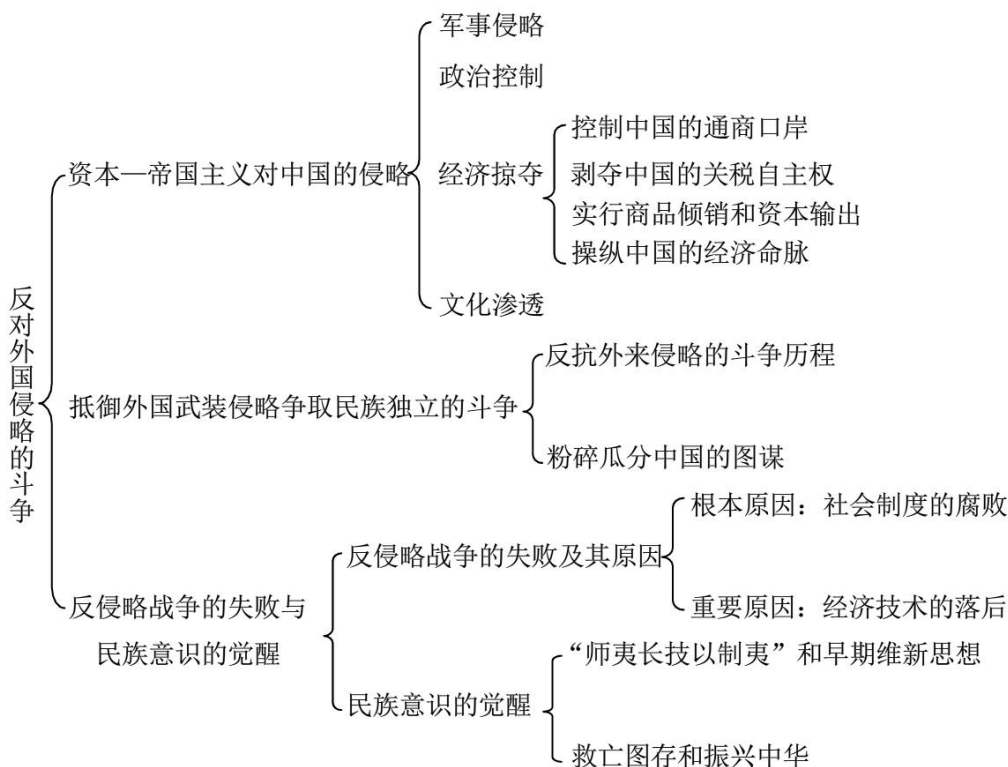 反对外国侵略的斗争
资本—帝国主义对中国的侵略
军事侵略
政治控制
经济掠夺
控制中国的通商口岸
剥夺中国的关税自主权
实行商品倾销和资本输出
操纵中国的经济命脉
文化渗透
抵御外国武装侵略争取民族独立的斗争
反抗外来侵略的斗争历程
粉碎瓜分中国的图谋
反侵略战争的失败与
民族意识的觉醒
反侵略战争的失败及其原因
根本原因：社会制度的腐败
重要原因：经济技术的落后
民族意识的觉醒
“师夷长技以制夷”和早期维新思想
救亡图存和振兴中华